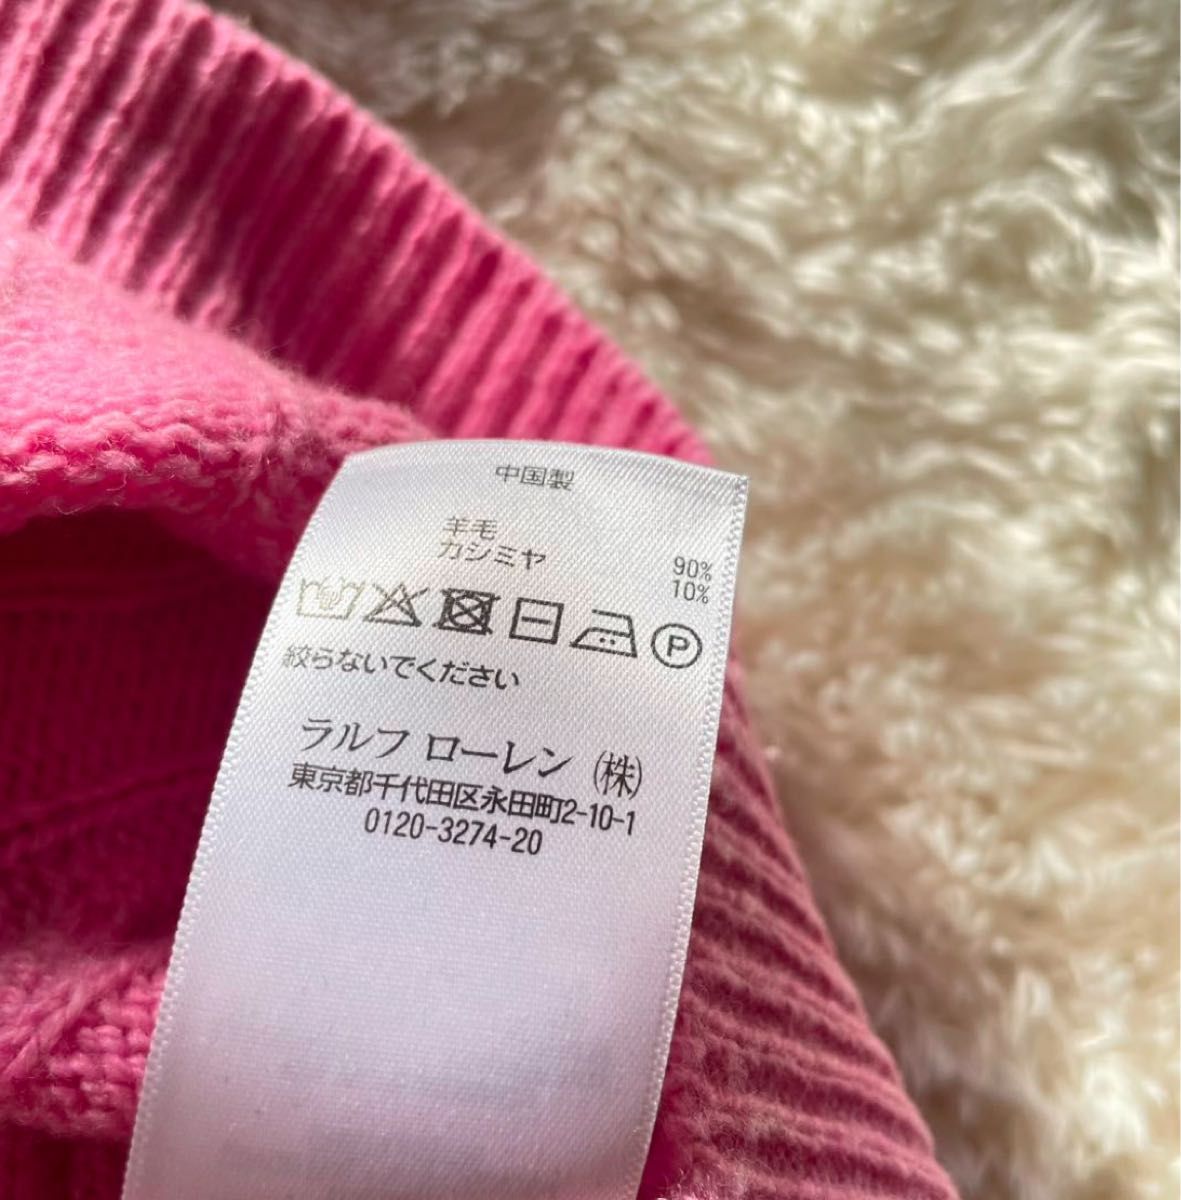 中国製
羊毛 90%
カシミヤ 10%
P
絞らないでください
ラルフ ローレン ㈱
東京都千代田区永田町2-10-1
0120-3274-20